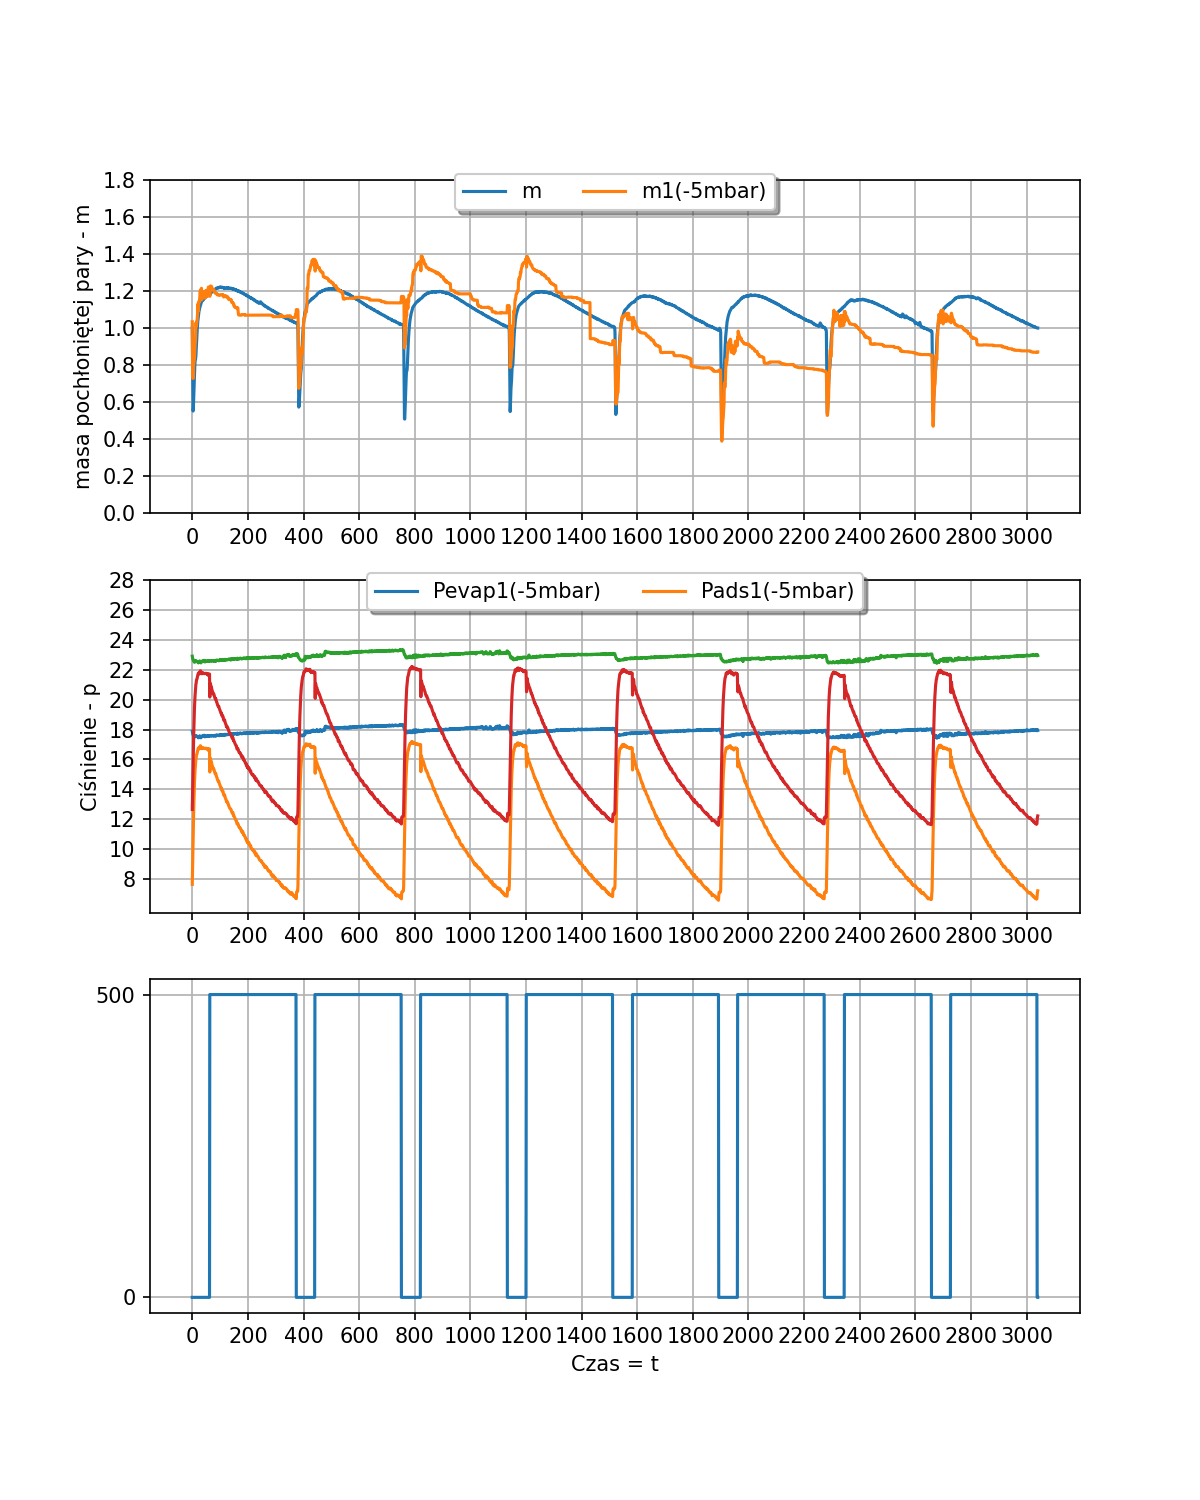 m m1(-5mbar)
masa pochłoniętej pary - m
1.8
1.6
1.4
1.2
1.0
0.8
0.6
0.4
0.2
0.0
0 200 400 600 800 1000 1200 1400 1600 1800 2000 2200 2400 2600 2800 3000
Pevap1(-5mbar) Pads1(-5mbar)
Ciśnienie - p
28
26
24
22
20
18
16
14
12
10
8
0 200 400 600 800 1000 1200 1400 1600 1800 2000 2200 2400 2600 2800 3000
500
0
0 200 400 600 800 1000 1200 1400 1600 1800 2000 2200 2400 2600 2800 3000
Czas = t